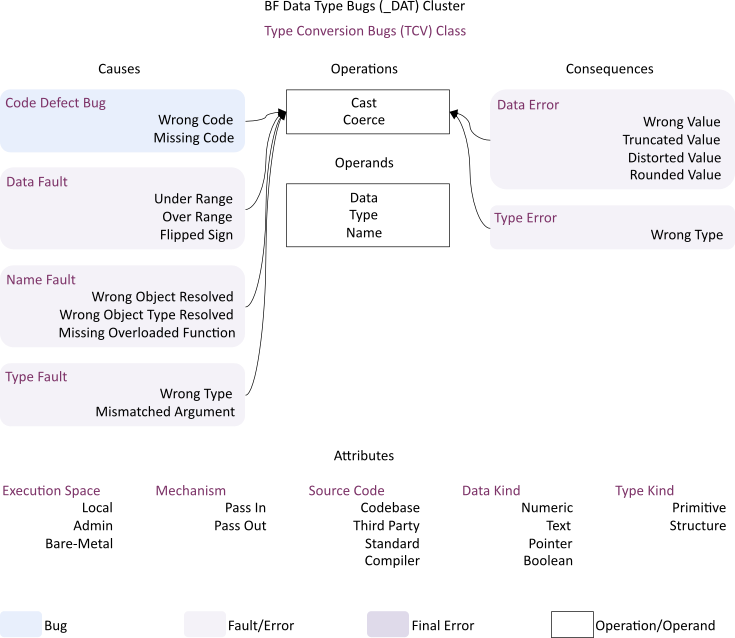 BF Data Type Bugs (_DAT) Cluster
Type Conversion Bugs (TCV) Class
Causes
Code Defect Bug
Wrong Code
Missing Code
Data Fault
Under Range
Over Range
Flipped Sign
Name Fault
Wrong Object Resolved
Wrong Object Type Resolved
Missing Overloaded Function
Type Fault
Wrong Type
Mismatched Argument
Operations
Cast
Coerce
Operands
Data
Type
Name
Consequences
Data Error
Wrong Value
Truncated Value
Distorted Value
Rounded Value
Type Error
Wrong Type
Attributes
Execution Space
Local
Admin
Bare-Metal
Mechanism
Pass In
Pass Out
Source Code
Codebase
Third Party
Standard
Compiler
Data Kind
Numeric
Text
Pointer
Boolean
Type Kind
Primitive
Structure
Bug
Fault/Error
Final Error
Operation/Operand